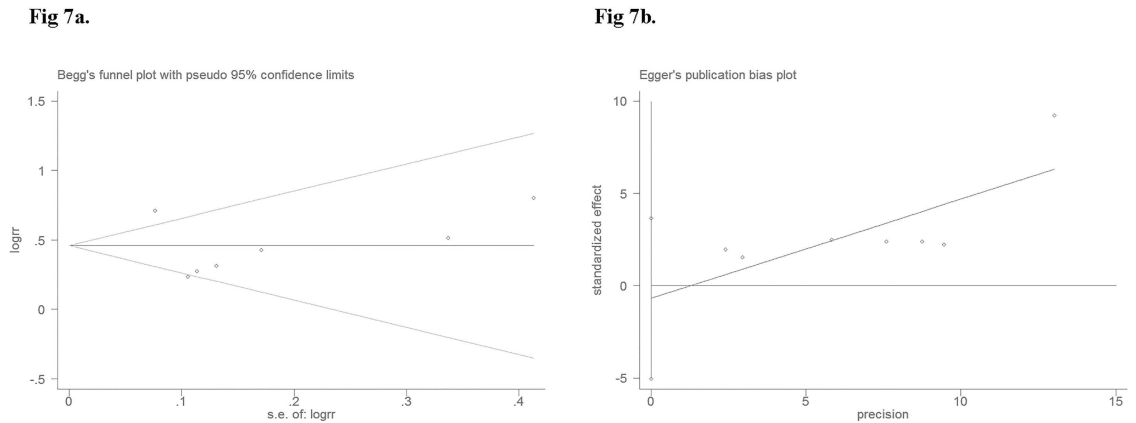 Fig 7a.
Begg's funnel plot with pseudo 95% confidence limits
1.5
1
.5
0
-.5
logrr
0 .1 .2 .3 .4
s.e. of: logrr
Fig 7b.
Egger's publication bias plot
10
5
0
-5
standardized effect
0 5 10 15
precision